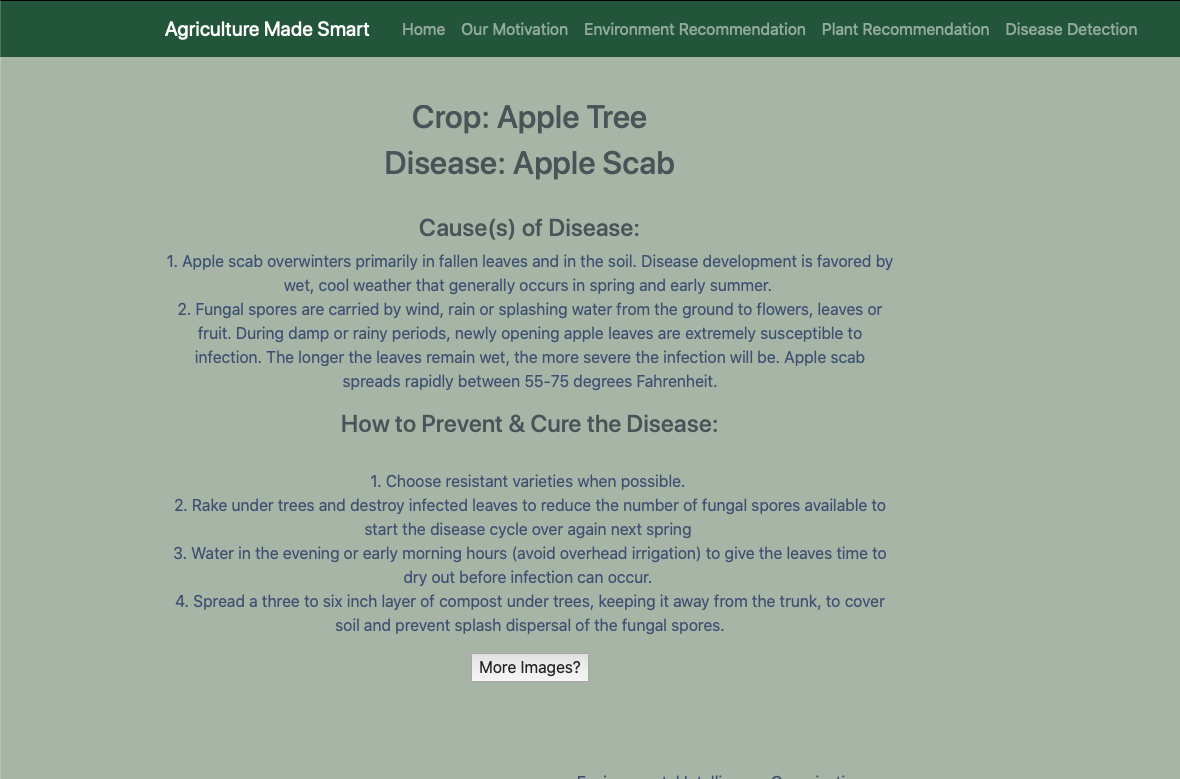 Agriculture Made Smart Home Our Motivation Environment Recommendation Plant Recommendation Disease Detection
Crop: Apple Tree
Disease: Apple Scab
Cause(s) of Disease:
1. Apple scab overwinters primarily in fallen leaves and in the soil. Disease development is favored by
wet, cool weather that generally occurs in spring and early summer.
2. Fungal spores are carried by wind, rain or splashing water from the ground to flowers, leaves or
fruit. During damp or rainy periods, newly opening apple leaves are extremely susceptible to
infection. The longer the leaves remain wet, the more severe the infection will be. Apple scab
spreads rapidly between 55-75 degrees Fahrenheit.
How to Prevent & Cure the Disease:
1. Choose resistant varieties when possible.
2. Rake under trees and destroy infected leaves to reduce the number of fungal spores available to
start the disease cycle over again next spring
3. Water in the evening or early morning hours (avoid overhead irrigation) to give the leaves time to
dry out before infection can occur.
4. Spread a three to six inch layer of compost under trees, keeping it away from the trunk, to cover
soil and prevent splash dispersal of the fungal spores.
More Images?